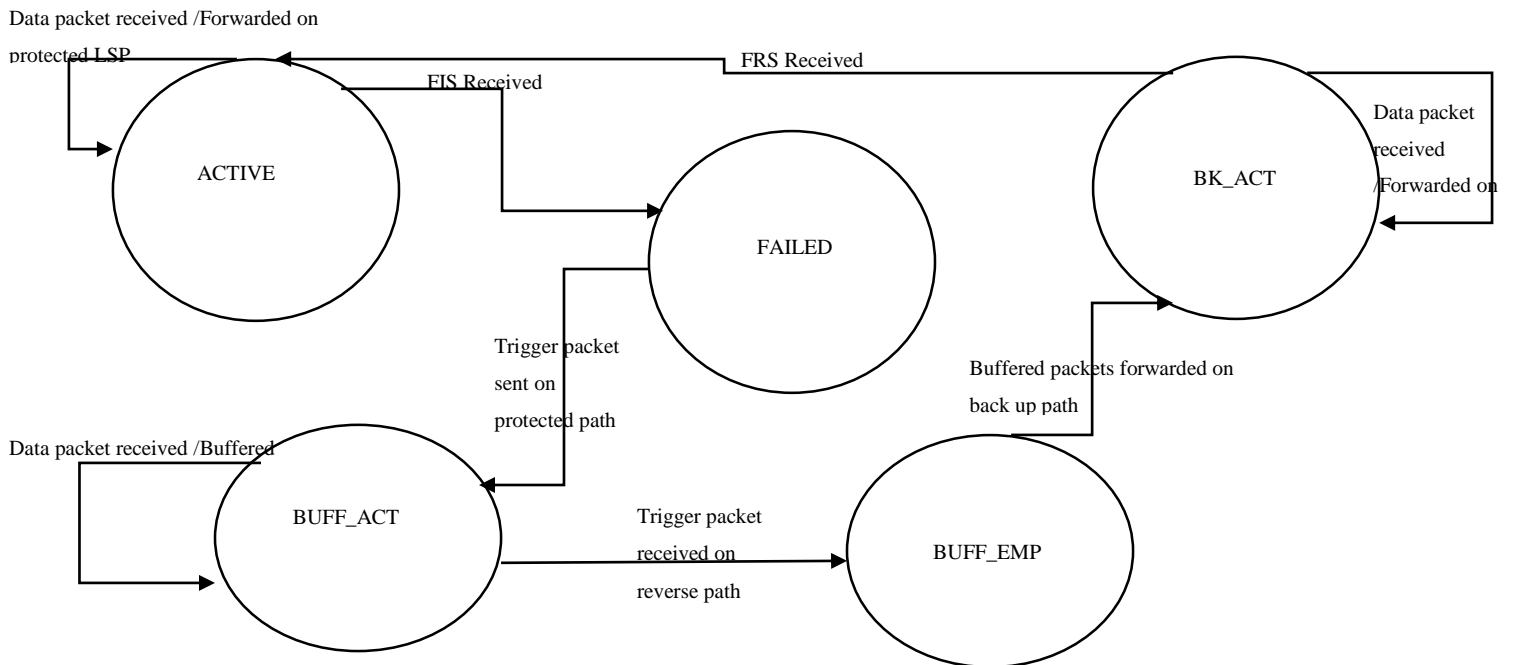 Data packet received /Forwarded on
protected LSP
FRS Received
FIS Received
Data packet
received
/Forwarded on
ACTIVE
BK_ACT
FAILED
Trigger packet
sent on
protected path
Buffered packets forwarded on
back up path
Data packet received /Buffered
BUFF_ACT
Trigger packet
received on
reverse path
BUFF_EMP